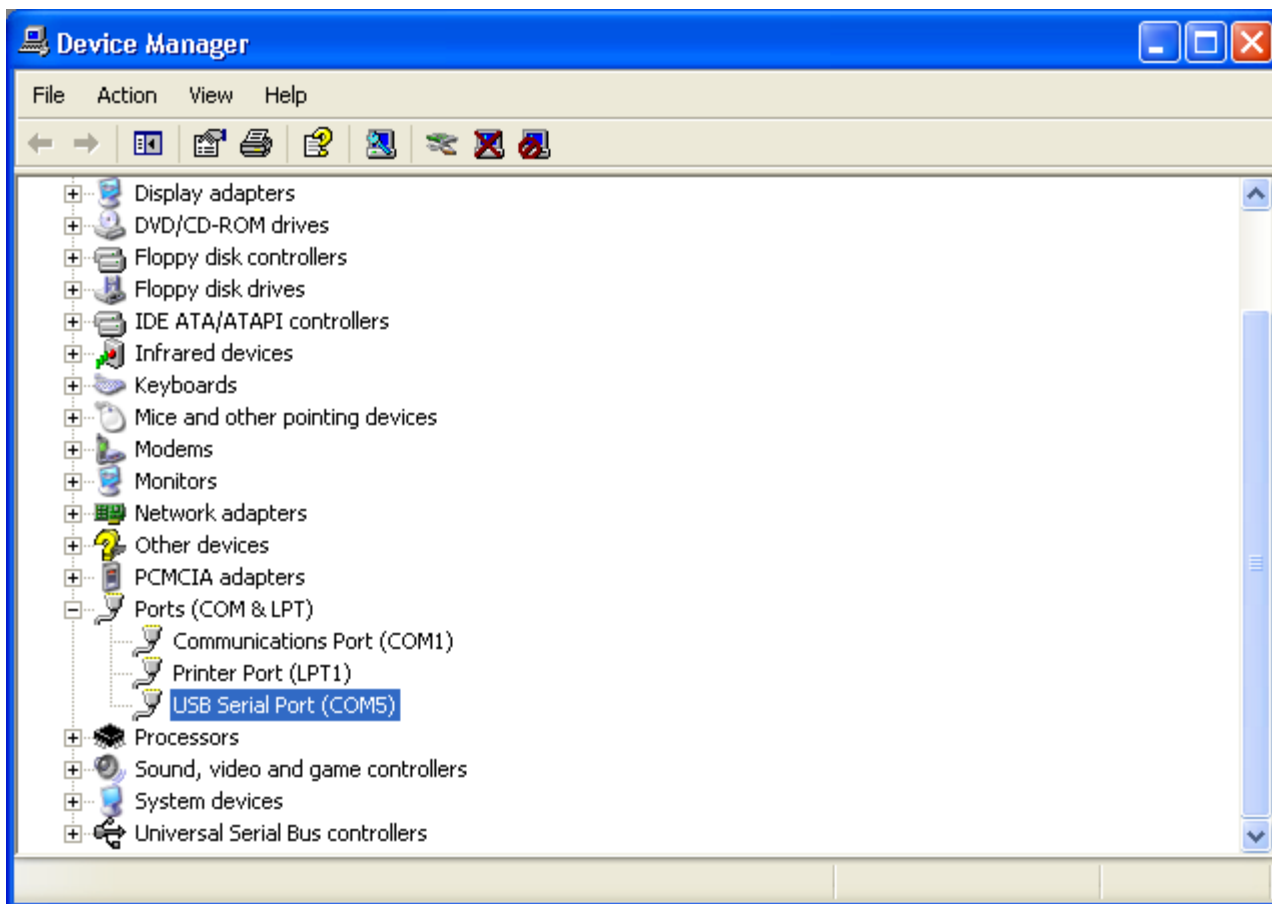 Device Manager
File Action View Help
Display adapters
DVD/CD-ROM drives
Floppy disk controllers
Floppy disk drives
IDE ATA/ATAPI controllers
Infrared devices
Keyboards
Mice and other pointing devices
Modems
Monitors
Network adapters
Other devices
PCMCIA adapters
Ports (COM & LPT)
Communications Port (COM1)
Printer Port (LPT1)
USB Serial Port (COM5)
Processors
Sound, video and game controllers
System devices
Universal Serial Bus controllers